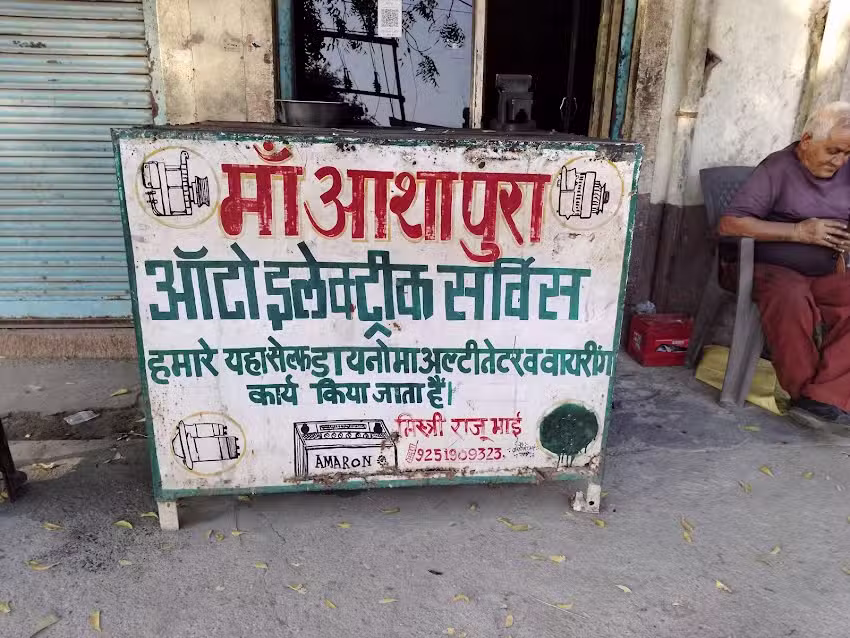 माँ आशापुरा
ऑटो इलेक्ट्रीक सर्विस
हमारे यहा सेल्फ डायनोमा अल्टीनेटर व वायरींग
कार्य किया जाता हैं।
मिस्त्री राजू भाई
9251909323
AMARON